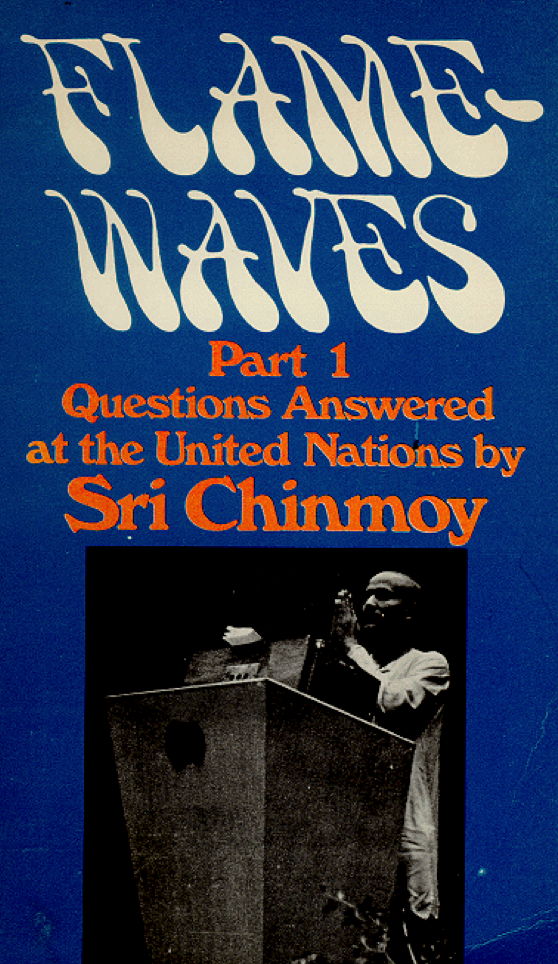 FLAME-
WAVES
Part 1
Questions Answered
at the United Nations by
Sri Chinmoy